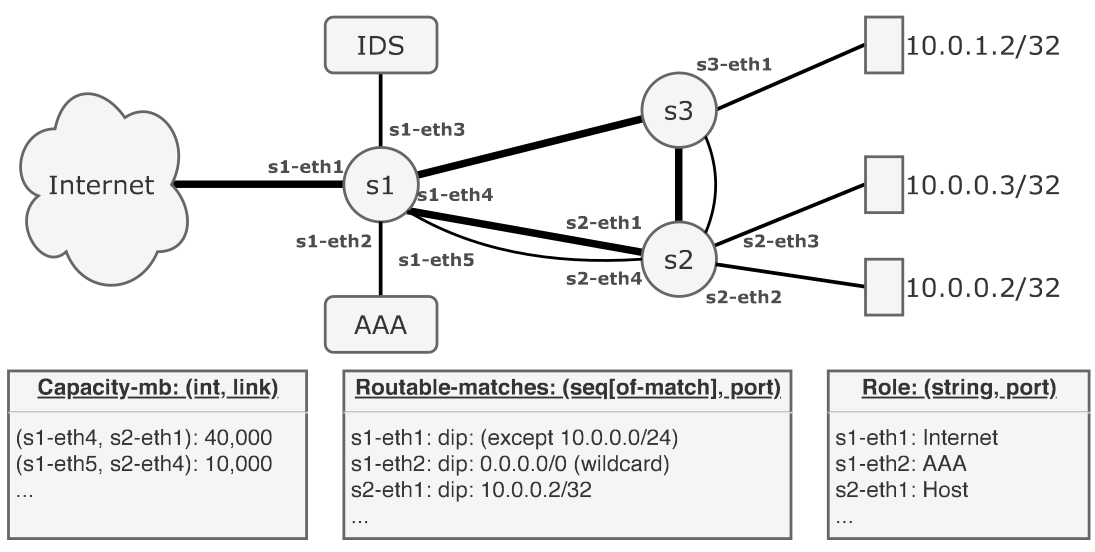 IDS
10.0.1.2/32
s3-eth1
s3
s1-eth3
s1-eth1
Internet
s1
s1-eth4
10.0.0.3/32
s2-eth1
s1-eth2
s2-eth3
s1-eth5
s2
s2-eth4
10.0.0.2/32
s2-eth2
AAA
Capacity-mb: (int, link)
(s1-eth4, s2-eth1): 40,000
(s1-eth5, s2-eth4): 10,000
...
Routable-matches: (seq[of-match], port)
s1-eth1: dip: (except 10.0.0.0/24)
s1-eth2: dip: 0.0.0.0/0 (wildcard)
s2-eth1: dip: 10.0.0.2/32
...
Role: (string, port)
s1-eth1: Internet
s1-eth2: AAA
s2-eth1: Host
...